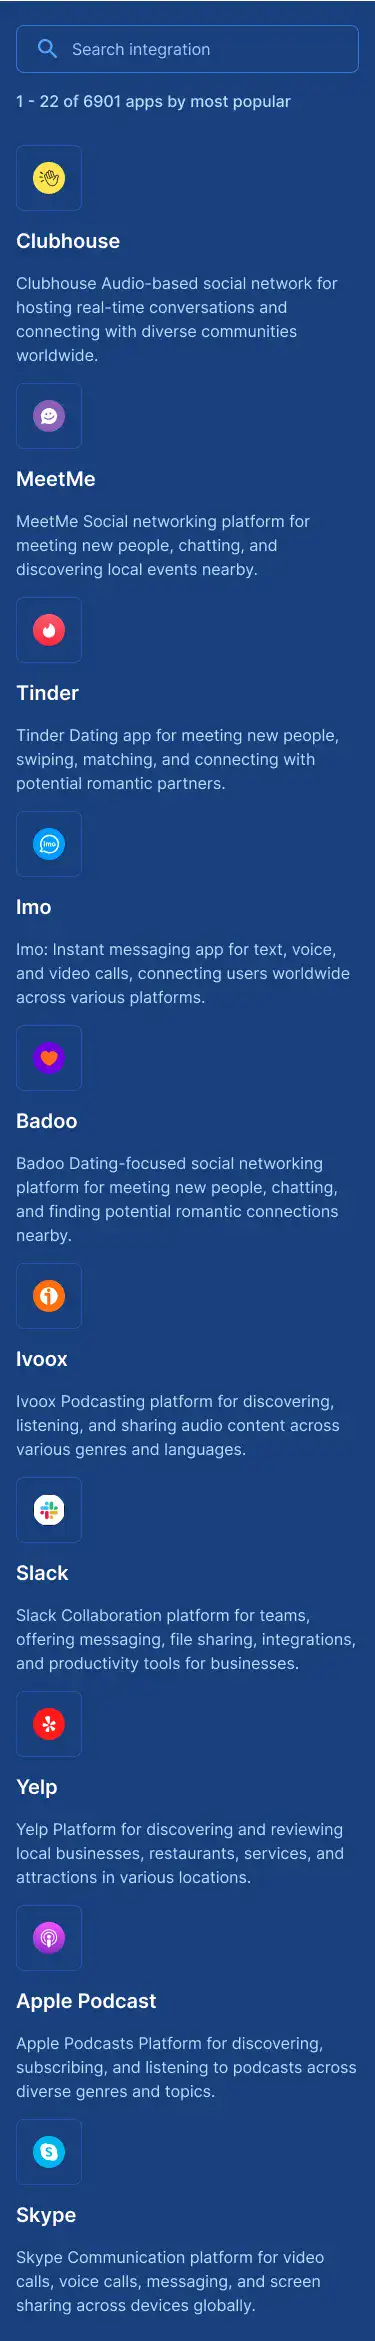 Search integration
1 - 22 of 6901 apps by most popular
Clubhouse
Clubhouse Audio-based social network for
hosting real-time conversations and
connecting with diverse communities
worldwide.
MeetMe
MeetMe Social networking platform for
meeting new people, chatting, and
discovering local events nearby.
Tinder
Tinder Dating app for meeting new people,
swiping, matching, and connecting with
potential romantic partners.
imo
Imo
Imo: Instant messaging app for text, voice,
and video calls, connecting users worldwide
across various platforms.
Badoo
Badoo Dating-focused social networking
platform for meeting new people, chatting,
and finding potential romantic connections
nearby.
Ivoox
Ivoox Podcasting platform for discovering,
listening, and sharing audio content across
various genres and languages.
Slack
Slack Collaboration platform for teams,
offering messaging, file sharing, integrations,
and productivity tools for businesses.
Yelp
Yelp Platform for discovering and reviewing
local businesses, restaurants, services, and
attractions in various locations.
Apple Podcast
Apple Podcasts Platform for discovering,
subscribing, and listening to podcasts across
diverse genres and topics.
S
Skype
Skype Communication platform for video
calls, voice calls, messaging, and screen
sharing across devices globally.